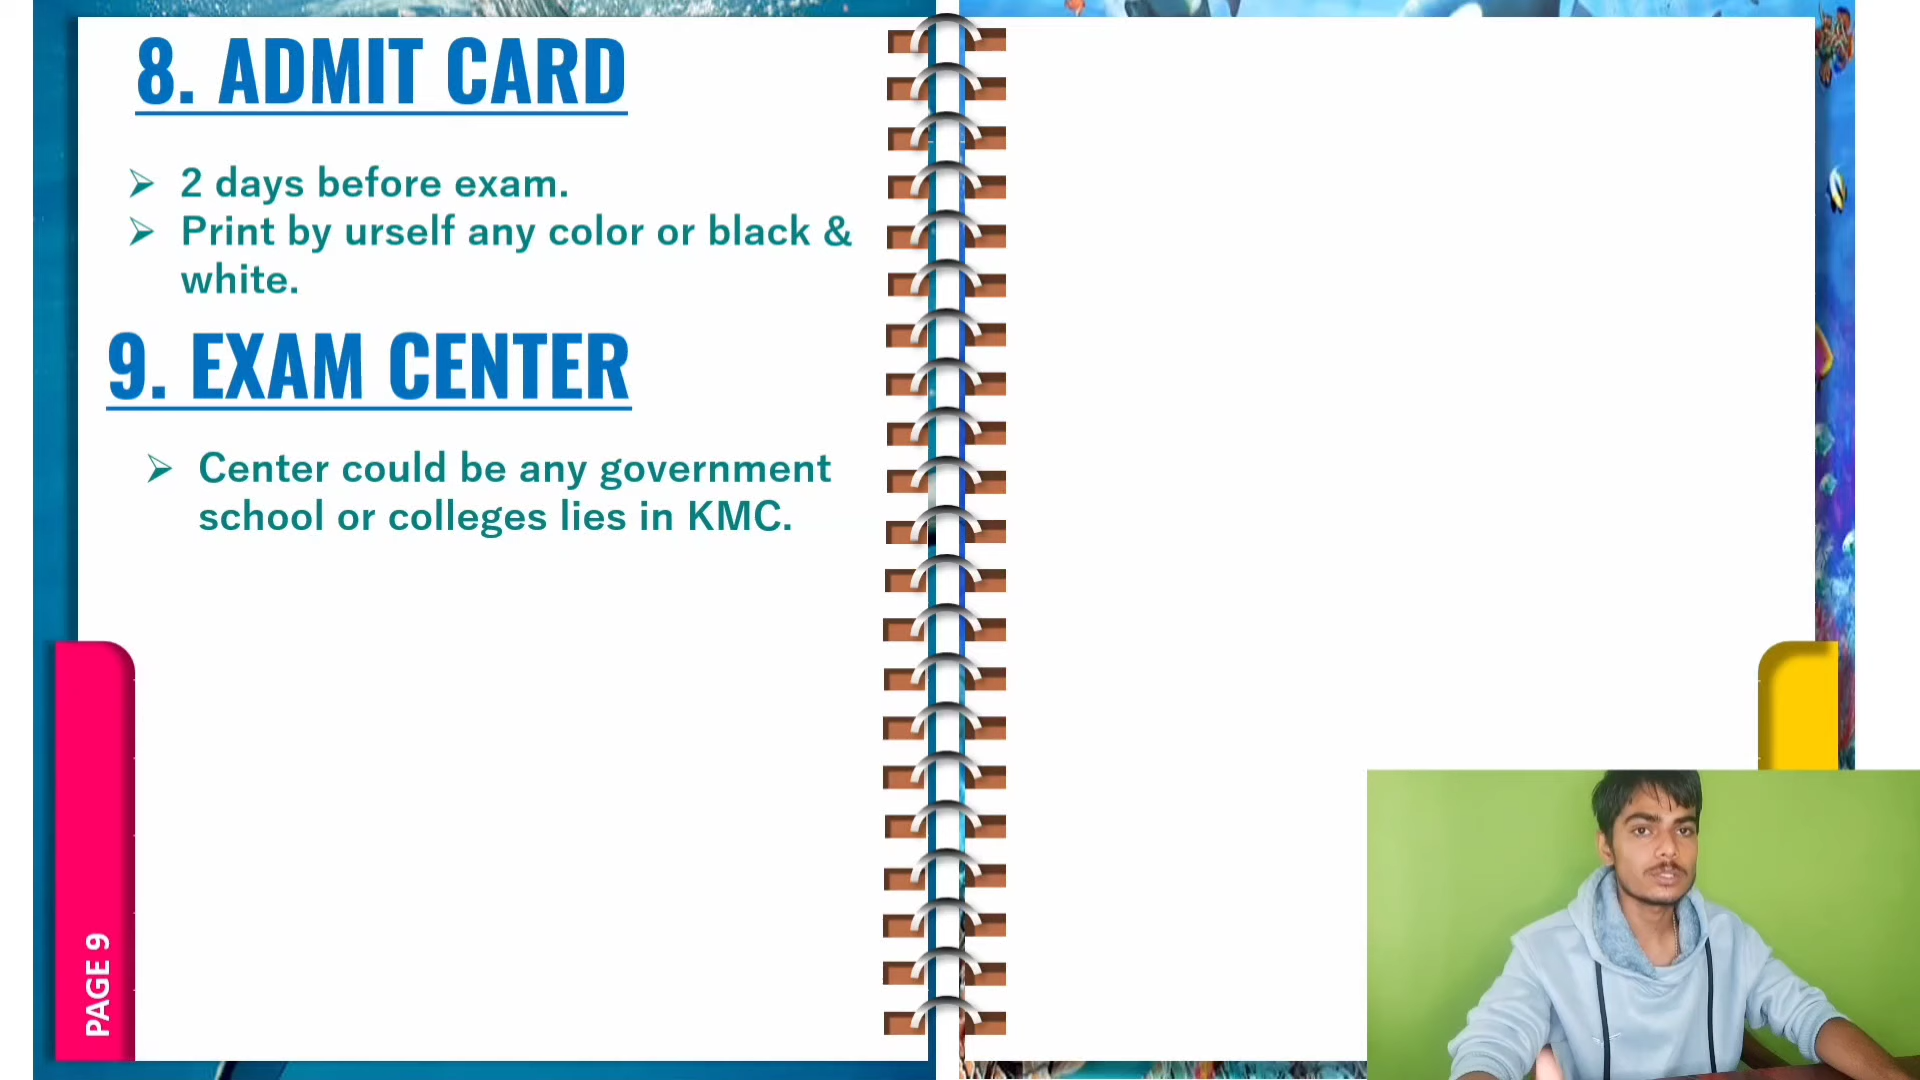 8. ADMIT CARD
➢ 2 days before exam.
➢ Print by urself any color or black &
white.
9. EXAM CENTER
➢ Center could be any government
school or colleges lies in KMC.
PAGE 9